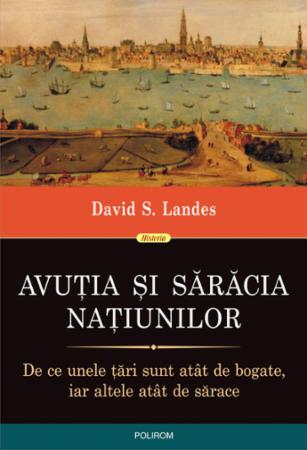 David S. Landes
Historia
AVUȚIA ȘI SĂRĂCIA
NAȚIUNILOR
De ce unele țări sunt atât de bogate,
iar altele atât de sărace
POLIROM